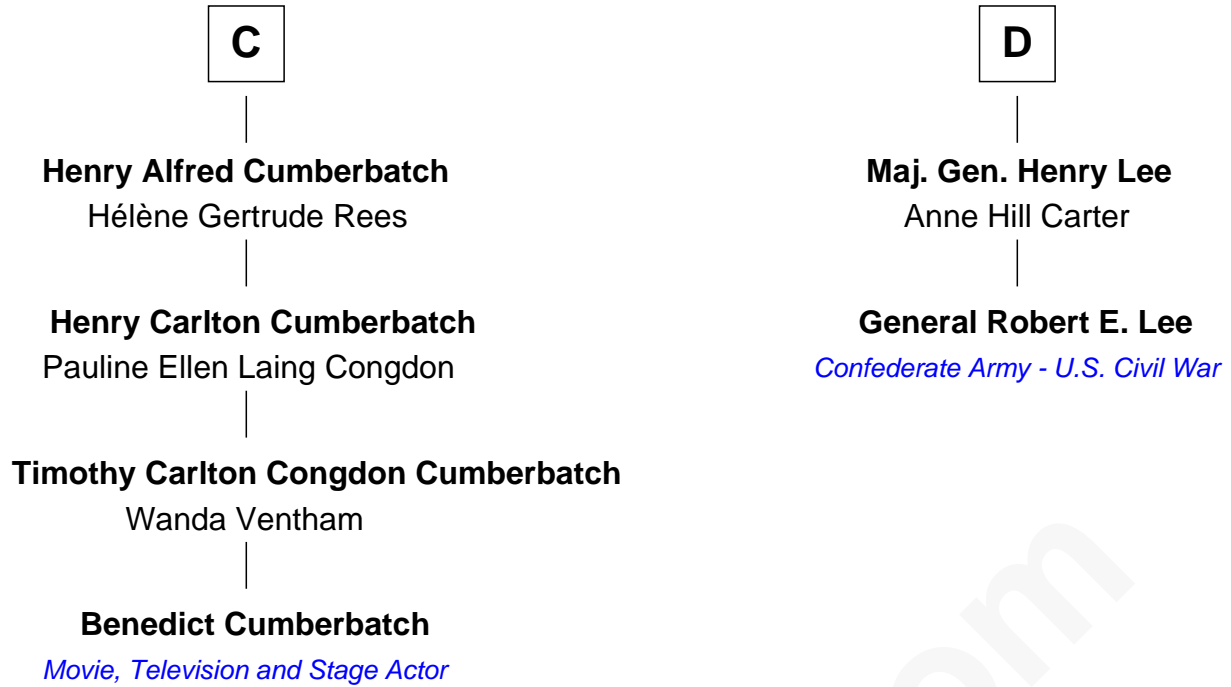 C
Henry Alfred Cumberbatch
Hélène Gertrude Rees
Henry Carlton Cumberbatch
Pauline Ellen Laing Congdon
Timothy Carlton Congdon Cumberbatch
Wanda Ventham
Benedict Cumberbatch
Movie, Television and Stage Actor
D
Maj. Gen. Henry Lee
Anne Hill Carter
General Robert E. Lee
Confederate Army - U.S. Civil War
om